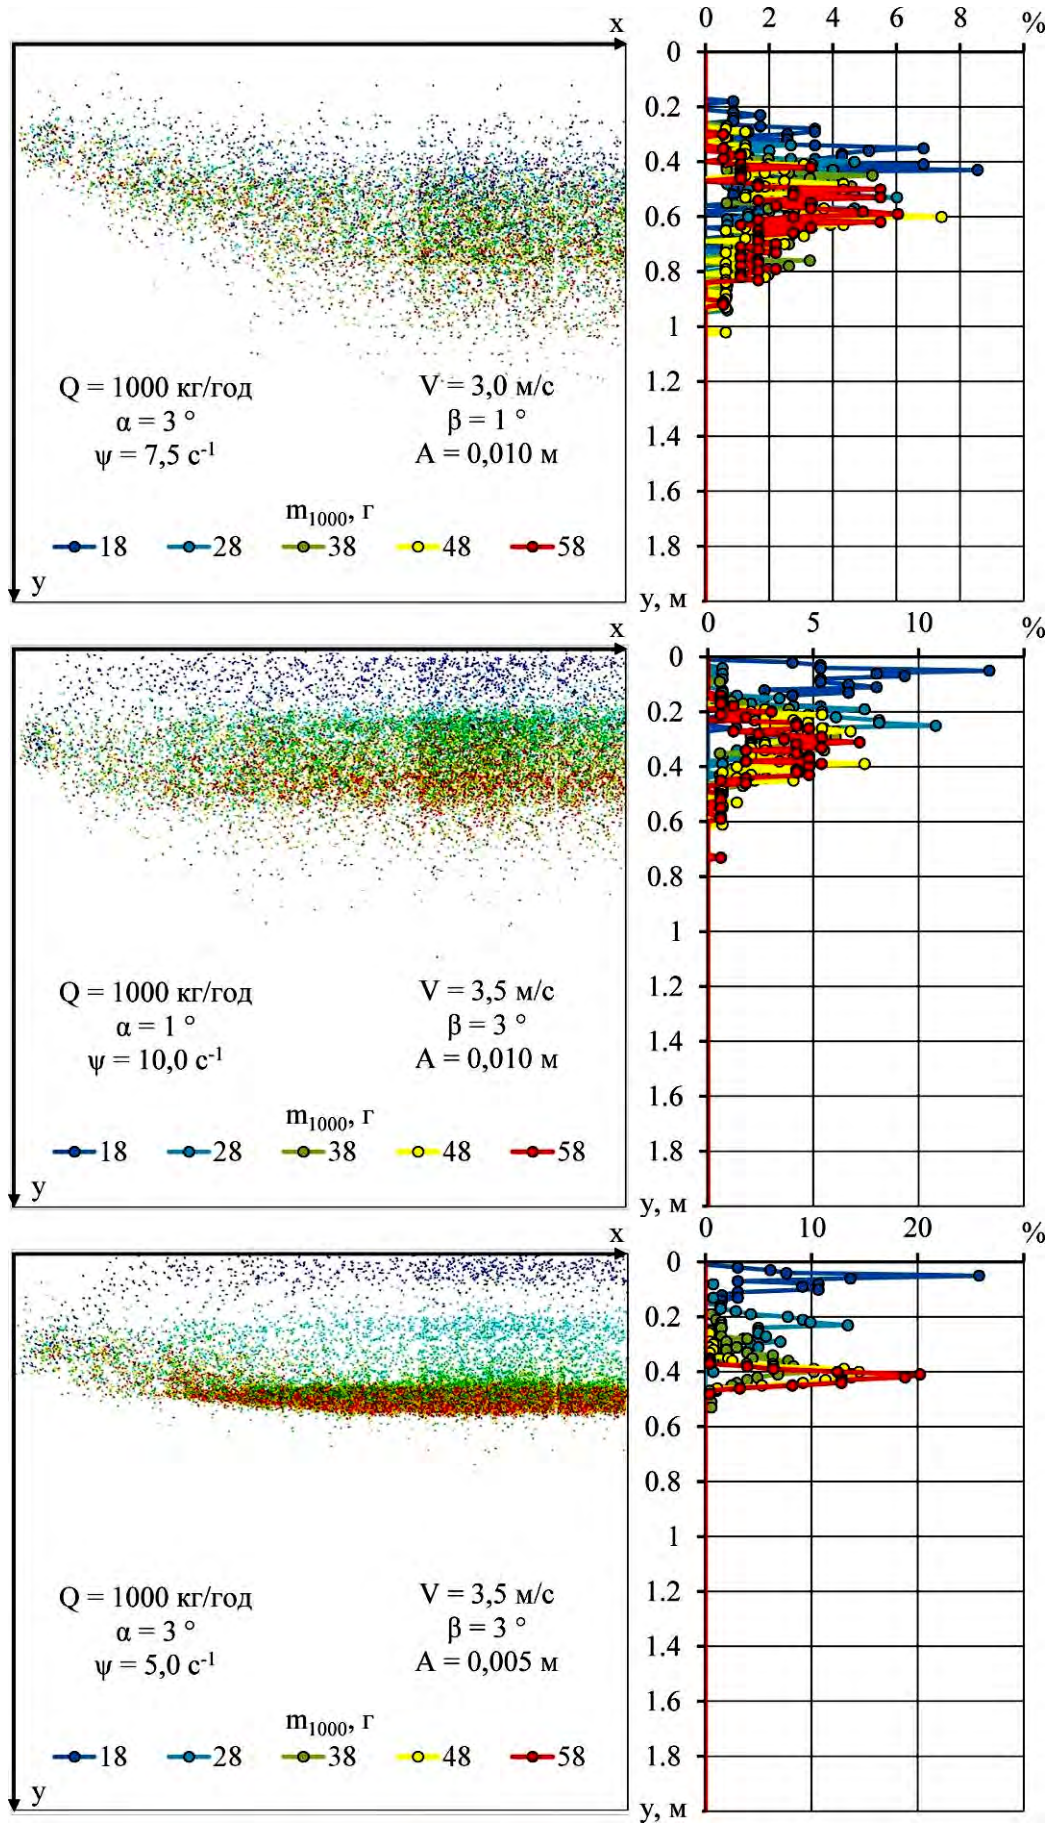 x
0 2 4 6 8 %
0
0.2
0.4
0.6
0.8
1
1.2
1.4
1.6
1.8
y, м
Q = 1000 кг/год
α = 3 °
ψ = 7,5 с-1
V = 3,0 м/с
β = 1 °
A = 0,010 м
m1000, г
18 28 38 48 58
y
x
0 5 10 %
0
0.2
0.4
0.6
0.8
1
1.2
1.4
1.6
1.8
y, м
Q = 1000 кг/год
α = 1 °
ψ = 10,0 с-1
V = 3,5 м/с
β = 3 °
A = 0,010 м
m1000, г
18 28 38 48 58
y
x
0 10 20 %
0
0.2
0.4
0.6
0.8
1
1.2
1.4
1.6
1.8
y, м
Q = 1000 кг/год
α = 3 °
ψ = 5,0 с-1
V = 3,5 м/с
β = 3 °
A = 0,005 м
m1000, г
18 28 38 48 58
y